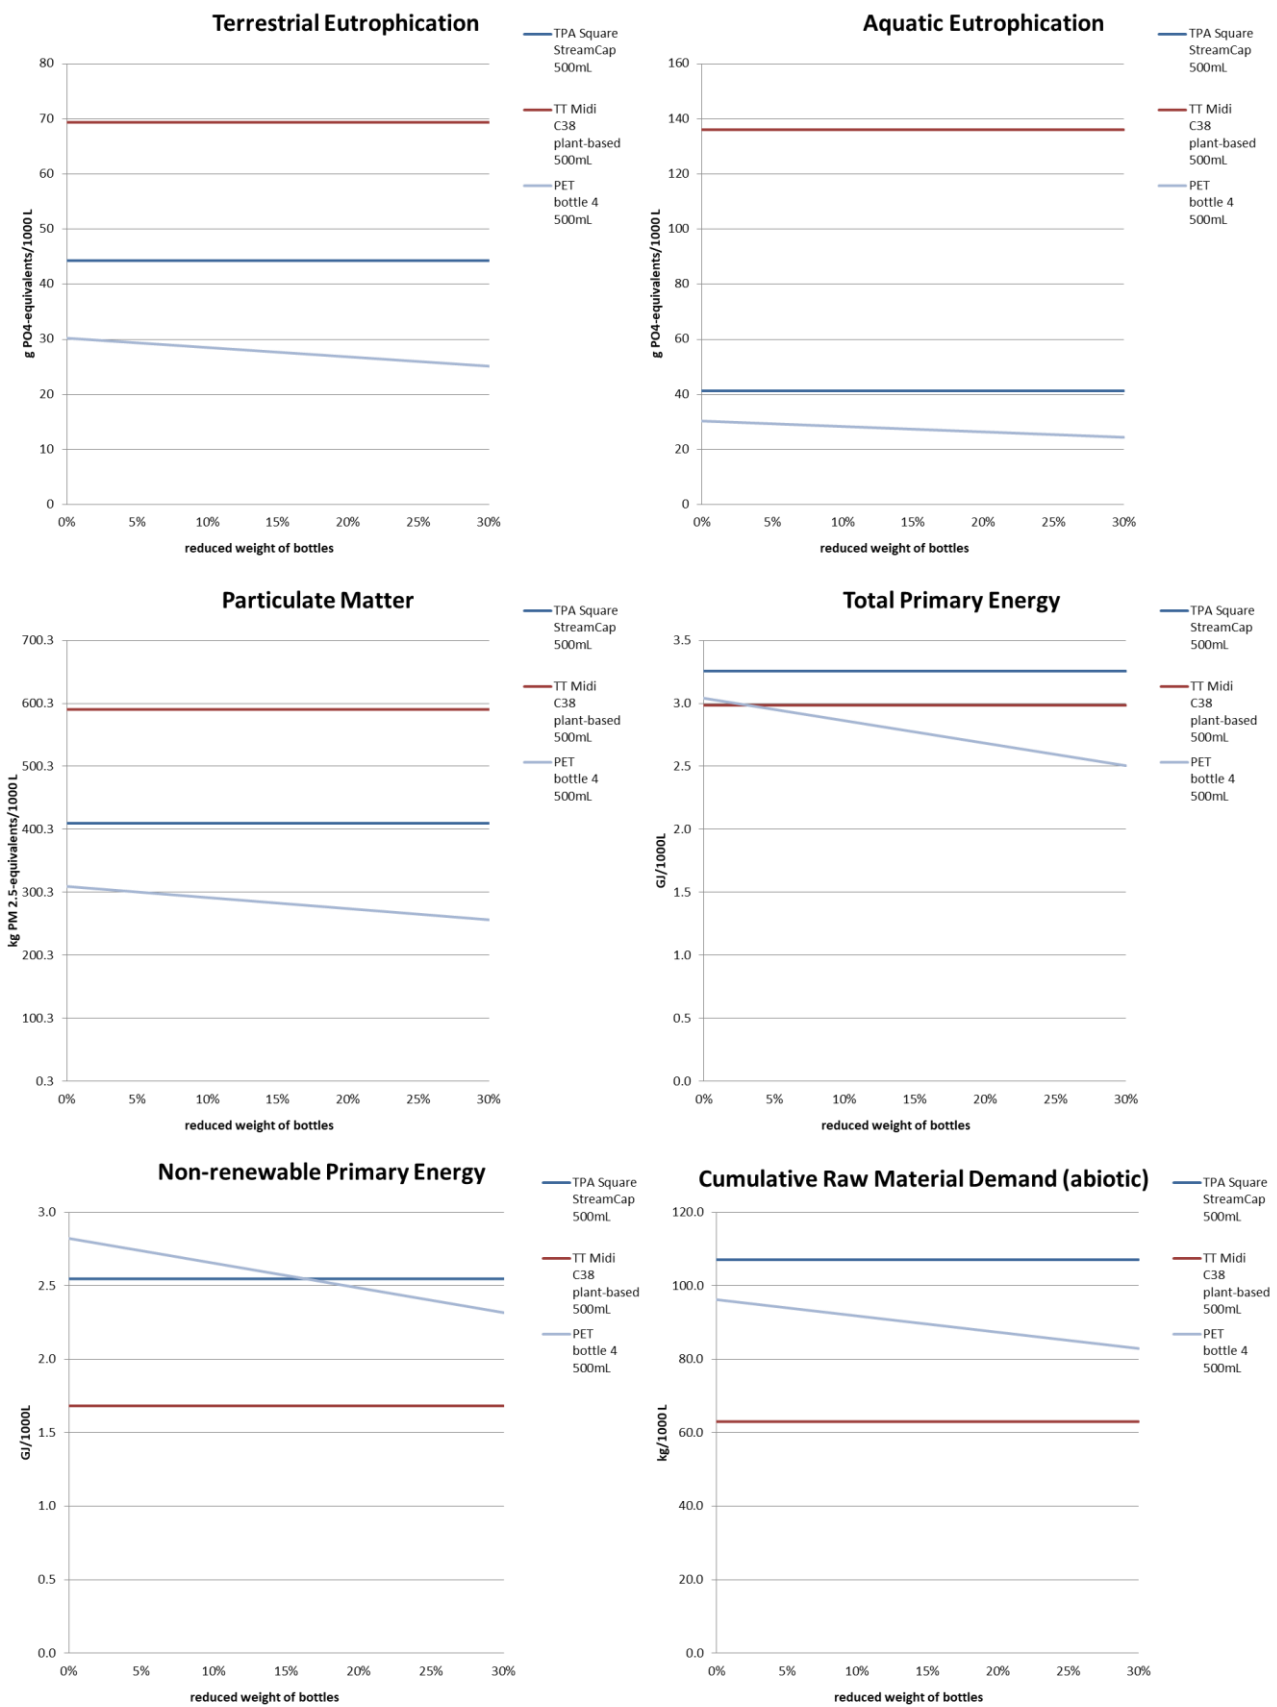 Terrestrial Eutrophication
TPA Square
StreamCap
500mL
TT Midi
C38
plant-based
500mL
PET
bottle 4
500mL
g PO4-equivalents/1000 L
80
70
60
50
40
30
20
10
0
0% 5% 10% 15% 20% 25% 30%
reduced weight of bottles
Aquatic Eutrophication
TPA Square
StreamCap
500mL
TT Midi
C38
plant-based
500mL
PET
bottle 4
500mL
g PO4-equivalents/1000 L
160
140
120
100
80
60
40
20
0
0% 5% 10% 15% 20% 25% 30%
reduced weight of bottles
Particulate Matter
TPA Square
StreamCap
500mL
TT Midi
C38
plant-based
500mL
PET
bottle 4
500mL
kg PM 2.5-equivalents/1000 L
700.3
600.3
500.3
400.3
300.3
200.3
100.3
0.3
0% 5% 10% 15% 20% 25% 30%
reduced weight of bottles
Total Primary Energy
TPA Square
StreamCap
500mL
TT Midi
C38
plant-based
500mL
PET
bottle 4
500mL
GJ/1000L
3.5
3.0
2.5
2.0
1.5
1.0
0.5
0.0
0% 5% 10% 15% 20% 25% 30%
reduced weight of bottles
Non-renewable Primary Energy
TPA Square
StreamCap
500mL
TT Midi
C38
plant-based
500mL
PET
bottle 4
500mL
GJ/1000L
3.0
2.5
2.0
1.5
1.0
0.5
0.0
0% 5% 10% 15% 20% 25% 30%
reduced weight of bottles
Cumulative Raw Material Demand (abiotic)
TPA Square
StreamCap
500mL
TT Midi
C38
plant-based
500mL
PET
bottle 4
500mL
kg/1000 L
120.0
100.0
80.0
60.0
40.0
20.0
0.0
0% 5% 10% 15% 20% 25% 30%
reduced weight of bottles